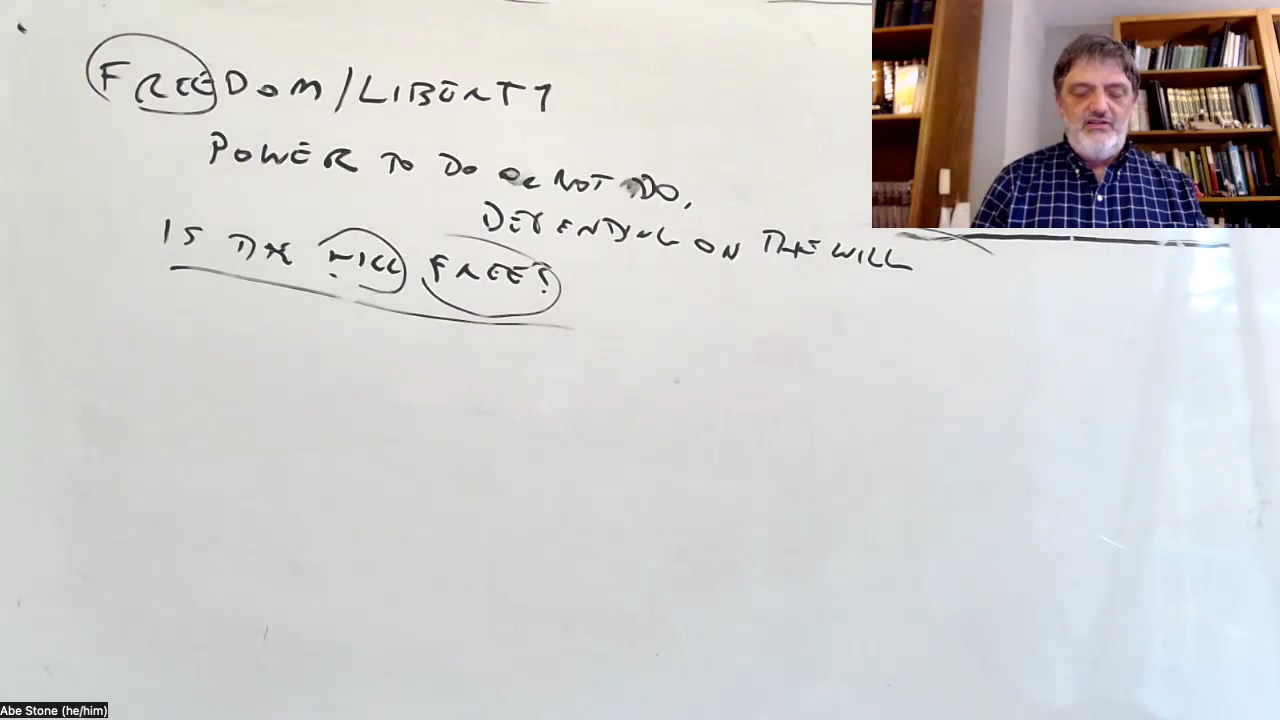 FREEDOM/LIBERTY
POWER TO DO OR NOT DO,
DEPENDING ON THE WILL
IS THE WILL FREE?
Abe Stone (he/him)